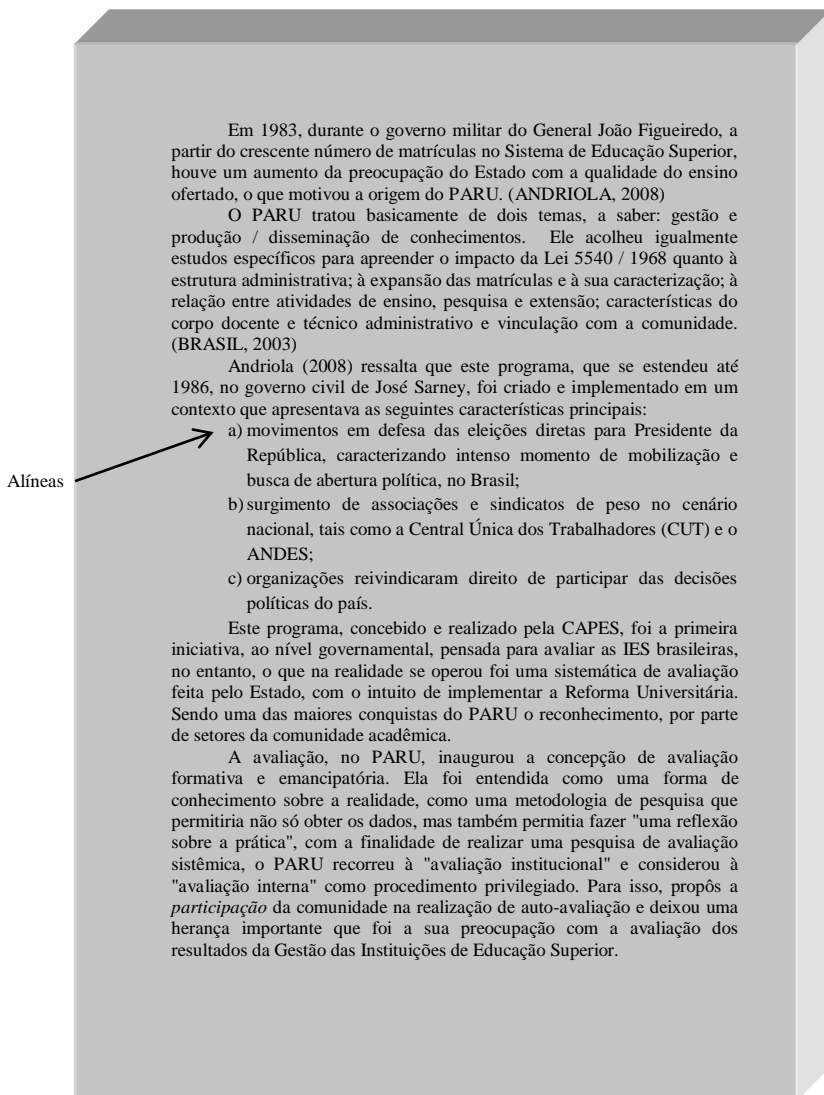 Em 1983, durante o governo militar do General João Figueiredo, a
partir do crescente número de matrículas no Sistema de Educação Superior,
houve um aumento da preocupação do Estado com a qualidade do ensino
ofertado, o que motivou a origem do PARU. (ANDRIOLA, 2008)
O PARU tratou basicamente de dois temas, a saber: gestão e
produção / disseminação de conhecimentos. Ele acolheu igualmente
estudos específicos para apreender o impacto da Lei 5540 / 1968 quanto à
estrutura administrativa; à expansão das matrículas e à sua caracterização; à
relação entre atividades de ensino, pesquisa e extensão; características do
corpo docente e técnico administrativo e vinculação com a comunidade.
(BRASIL, 2003)
Andriola (2008) ressalta que este programa, que se estendeu até
1986, no governo civil de José Sarney, foi criado e implementado em um
contexto que apresentava as seguintes características principais:
a) movimentos em defesa das eleições diretas para Presidente da
República, caracterizando intenso momento de mobilização e
busca de abertura política, no Brasil;
Alíneas
b) surgimento de associações e sindicatos de peso no cenário
nacional, tais como a Central Única dos Trabalhadores (CUT) e o
ANDES;
c) organizações reivindicaram direito de participar das decisões
políticas do país.
Este programa, concebido e realizado pela CAPES, foi a primeira
iniciativa, ao nível governamental, pensada para avaliar as IES brasileiras,
no entanto, o que na realidade se operou foi uma sistemática de avaliação
feita pelo Estado, com o intuito de implementar a Reforma Universitária.
Sendo uma das maiores conquistas do PARU o reconhecimento, por parte
de setores da comunidade acadêmica.
A avaliação, no PARU, inaugurou a concepção de avaliação
formativa e emancipatória. Ela foi entendida como uma forma de
conhecimento sobre a realidade, como uma metodologia de pesquisa que
permitiria não só obter os dados, mas também permitia fazer "uma reflexão
sobre a prática", com a finalidade de realizar uma pesquisa de avaliação
sistêmica, o PARU recorreu à "avaliação institucional" e considerou à
"avaliação interna" como procedimento privilegiado. Para isso, propôs a
participação da comunidade na realização de auto-avaliação e deixou uma
herança importante que foi a sua preocupação com a avaliação dos
resultados da Gestão das Instituições de Educação Superior.